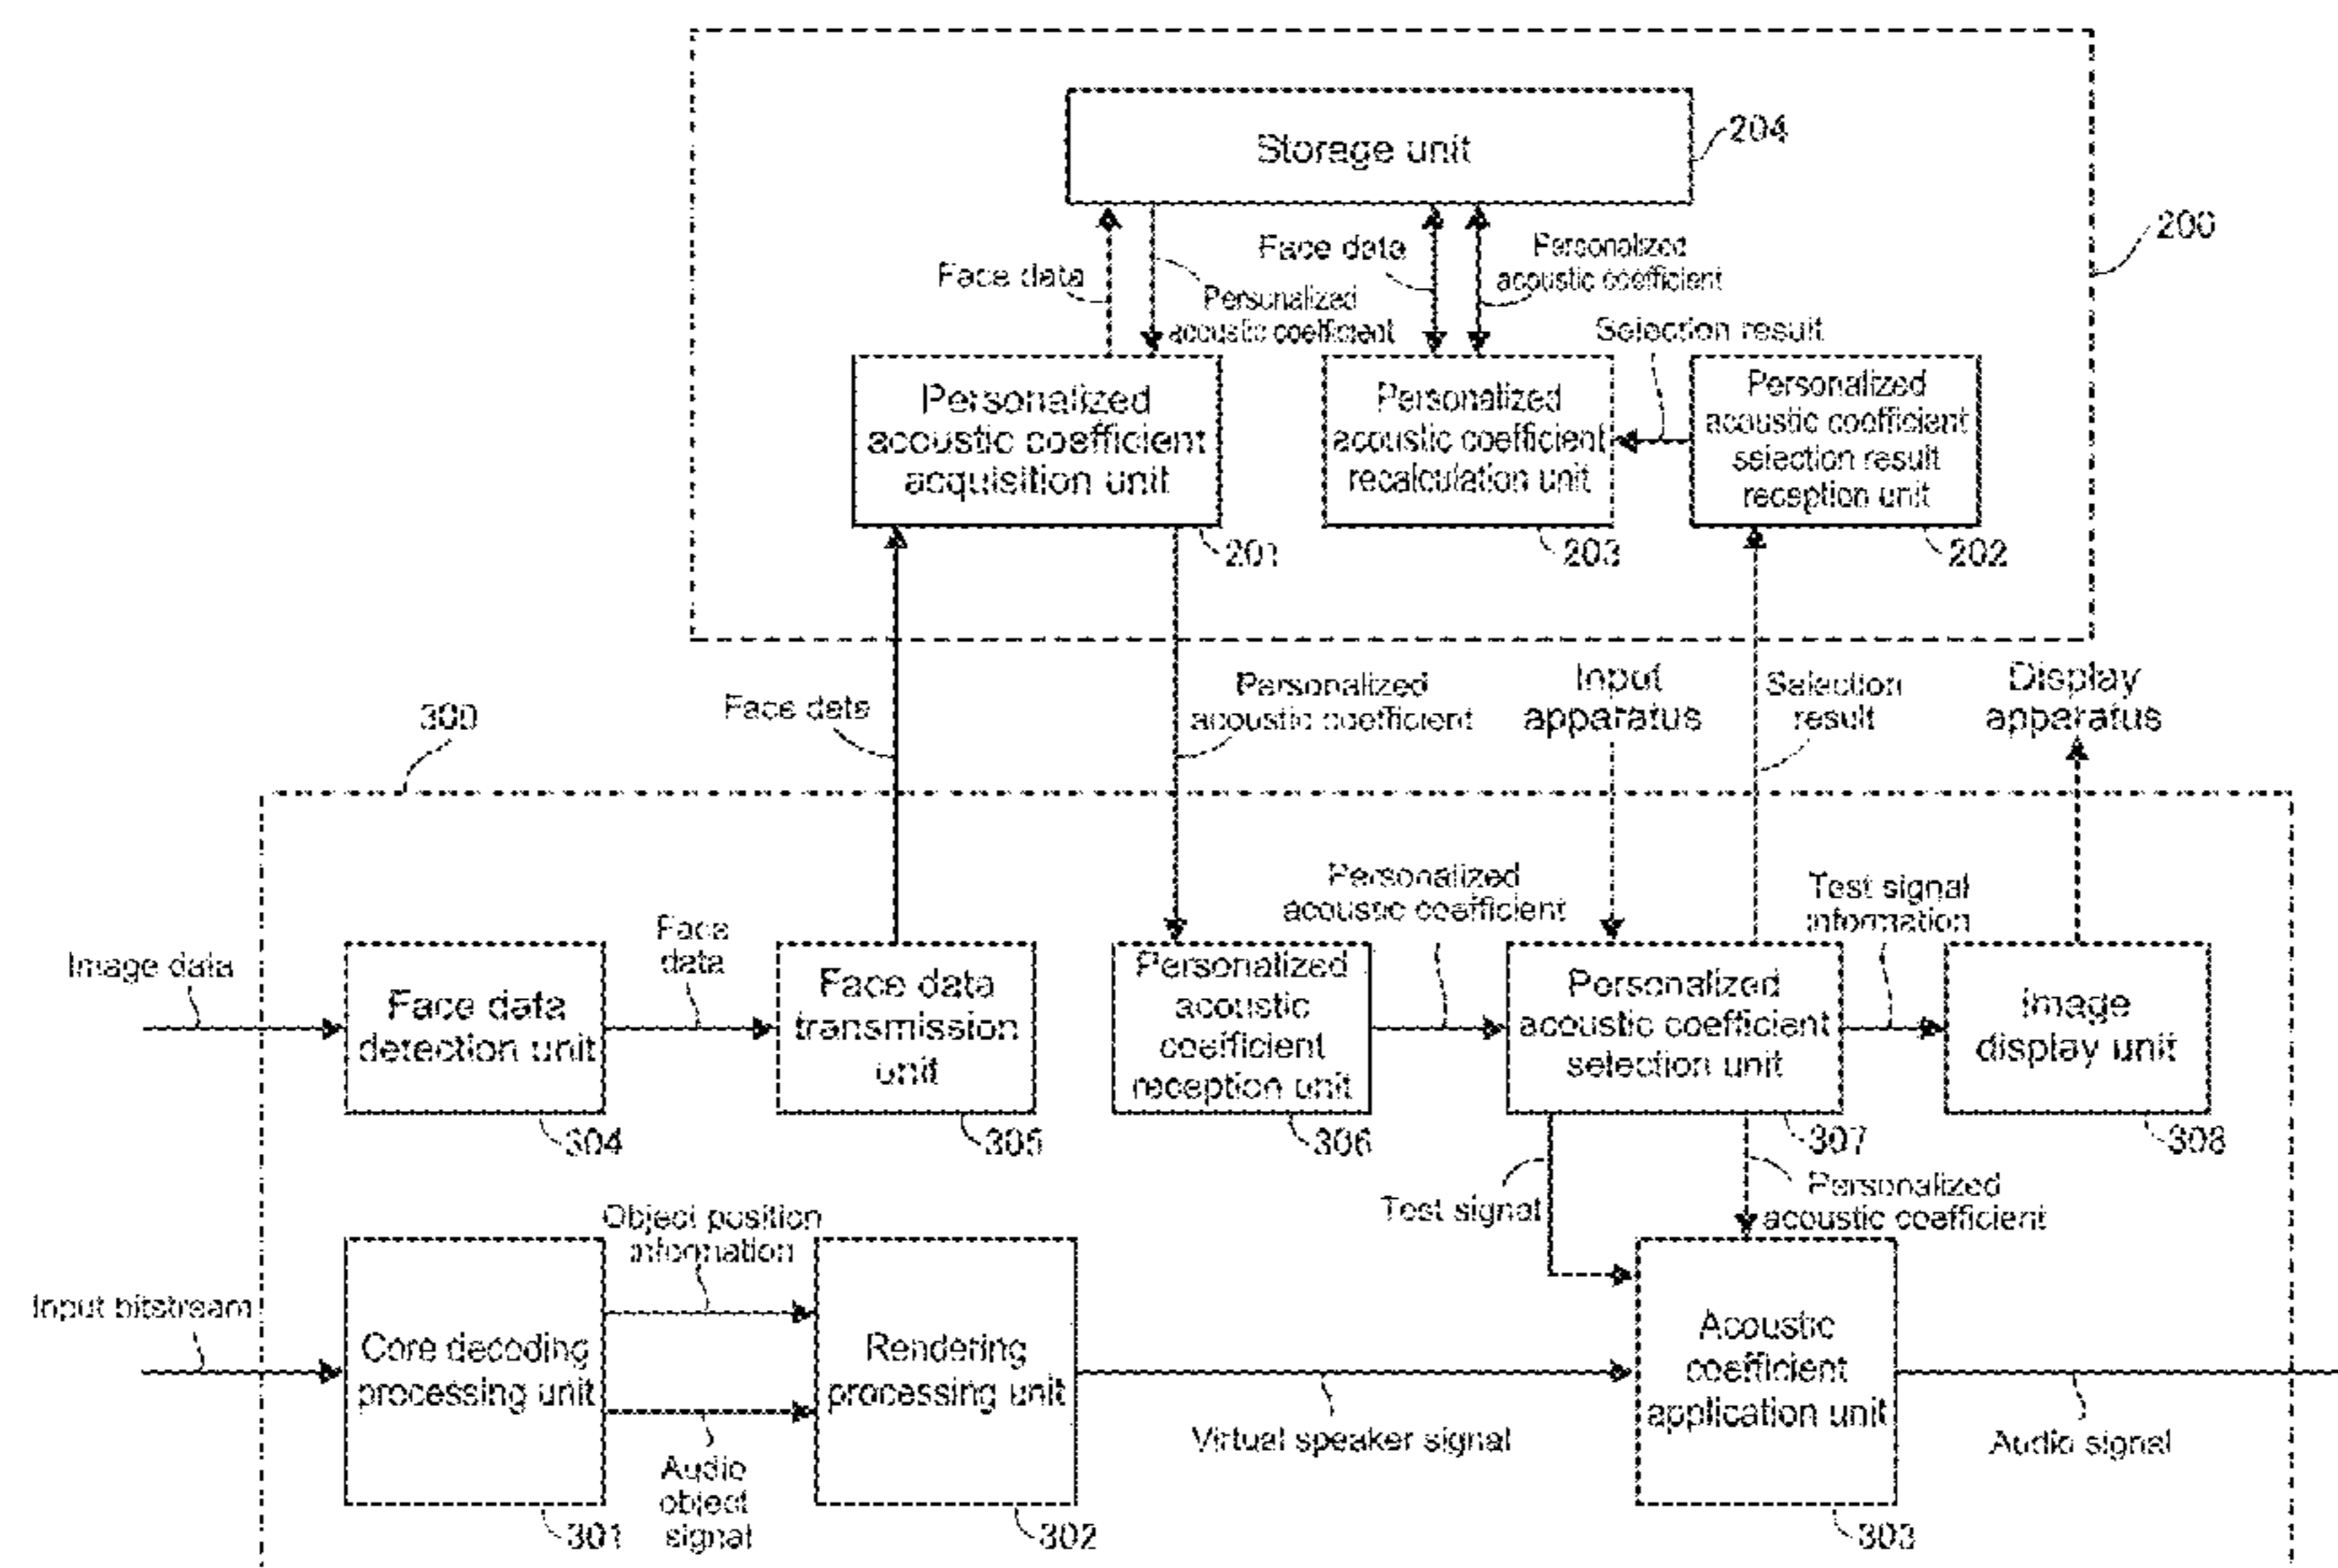 Storage unit
204
200
Face data
Personalized
acoustic coefficient
Face data
Personalized
acoustic coefficient
Selection result
Personalized
acoustic coefficient
acquisition unit
201
Personalized
acoustic coefficient
recalculation unit
203
Personalized
acoustic coefficient
selection result
reception unit
202
300
Face data
Personalized
acoustic coefficient
Input
apparatus
Selection
result
Display
apparatus
Image data
Face data
detection unit
304
Face
data
Face data
transmission
unit
305
Personalized
acoustic
coefficient
reception unit
306
Personalized
acoustic coefficient
Personalized
acoustic coefficient
selection unit
307
Test signal
information
Image
display unit
308
Test signal
Personalized
acoustic coefficient
Input bitstream
Core decoding
processing unit
301
Object position
information
Audio
object
signal
Rendering
processing unit
302
Virtual speaker signal
Acoustic
coefficient
application unit
303
Audio signal